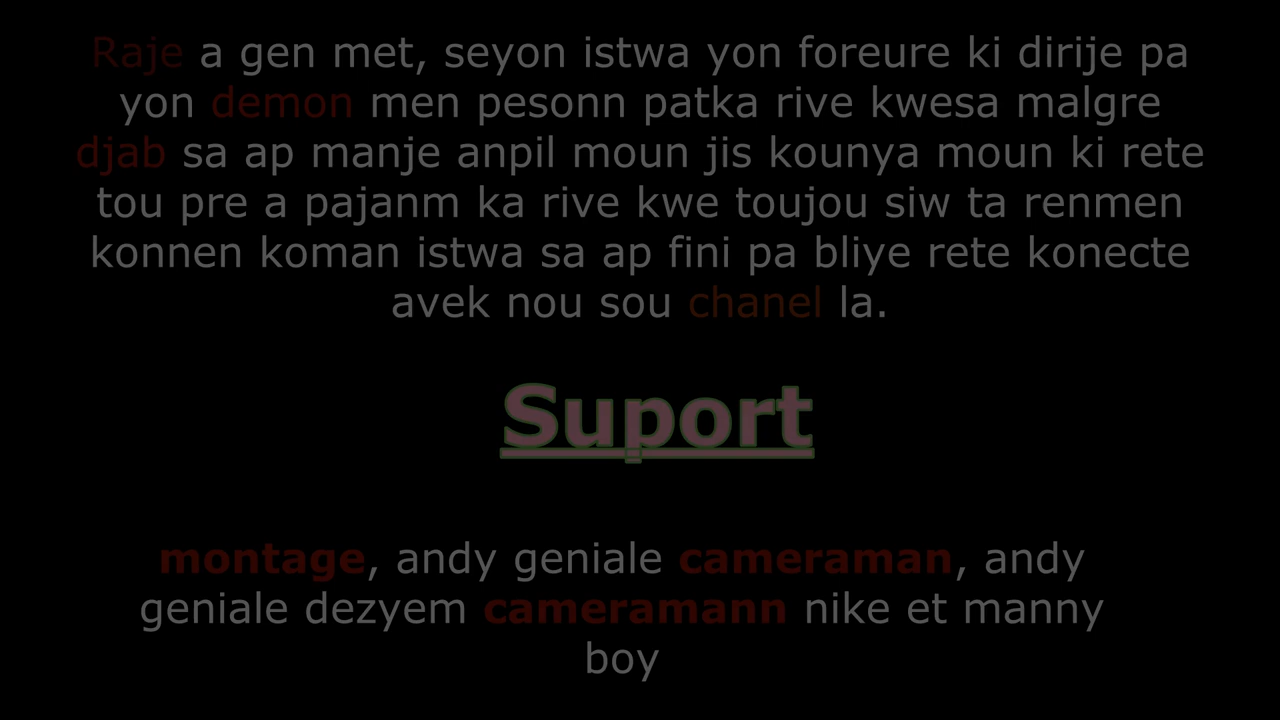 Raje a gen met, seyon istwa yon foreure ki dirije pa
yon demon men pesonn patka rive kwesa malgre
djab sa ap manje anpil moun jis kounya moun ki rete
tou pre a pajanm ka rive kwe toujou siw ta renmen
konnen koman istwa sa ap fini pa bliye rete konecte
avek nou sou chanel la.
Suport
montage, andy geniale cameraman, andy
geniale dezyem cameramann nike et manny
boy